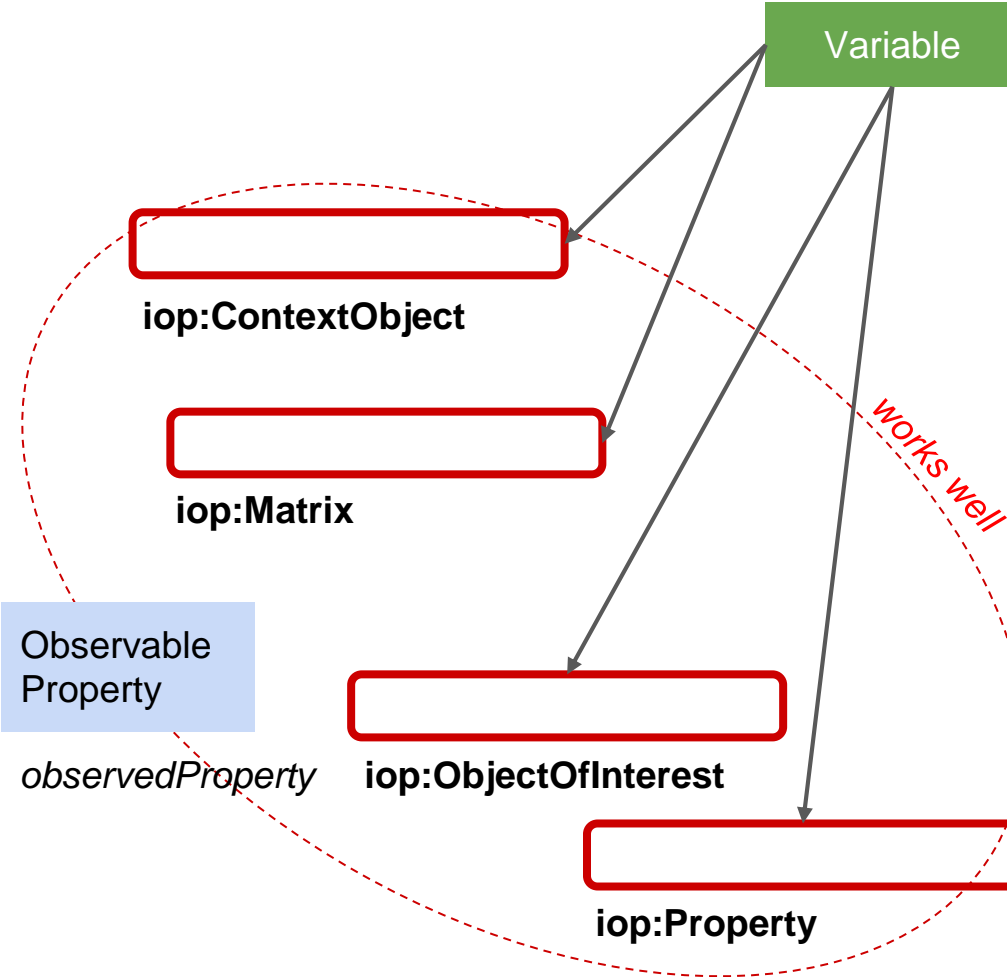 Variable
iop:ContextObject
works well
iop:Matrix
Observable
Property
observedProperty
iop:ObjectOfInterest
iop:Property